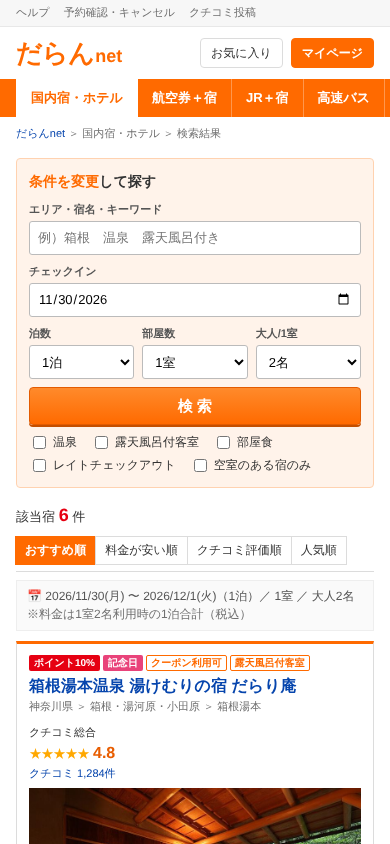 ヘルプ 予約確認・キャンセル クチコミ投稿
だらんnet
お気に入り マイページ
国内宿・ホテル 航空券＋宿 JR＋宿 高速バス
だらんnet ＞ 国内宿・ホテル ＞ 検索結果
条件を変更して探す
エリア・宿名・キーワード
例）箱根　温泉　露天風呂付き
チェックイン
11/30/2026
泊数 部屋数 大人/1室
1泊 1室 2名
検 索
温泉 露天風呂付客室 部屋食
レイトチェックアウト 空室のある宿のみ
該当宿 6 件
おすすめ順 料金が安い順 クチコミ評価順 人気順
📅 2026/11/30(月) 〜 2026/12/1(火)（1泊）／ 1室 ／ 大人2名
※料金は1室2名利用時の1泊合計（税込）
ポイント10% 記念日 クーポン利用可 露天風呂付客室
箱根湯本温泉 湯けむりの宿 だらり庵
神奈川県 ＞ 箱根・湯河原・小田原 ＞ 箱根湯本
クチコミ総合
★★★★★ 4.8
クチコミ 1,284件